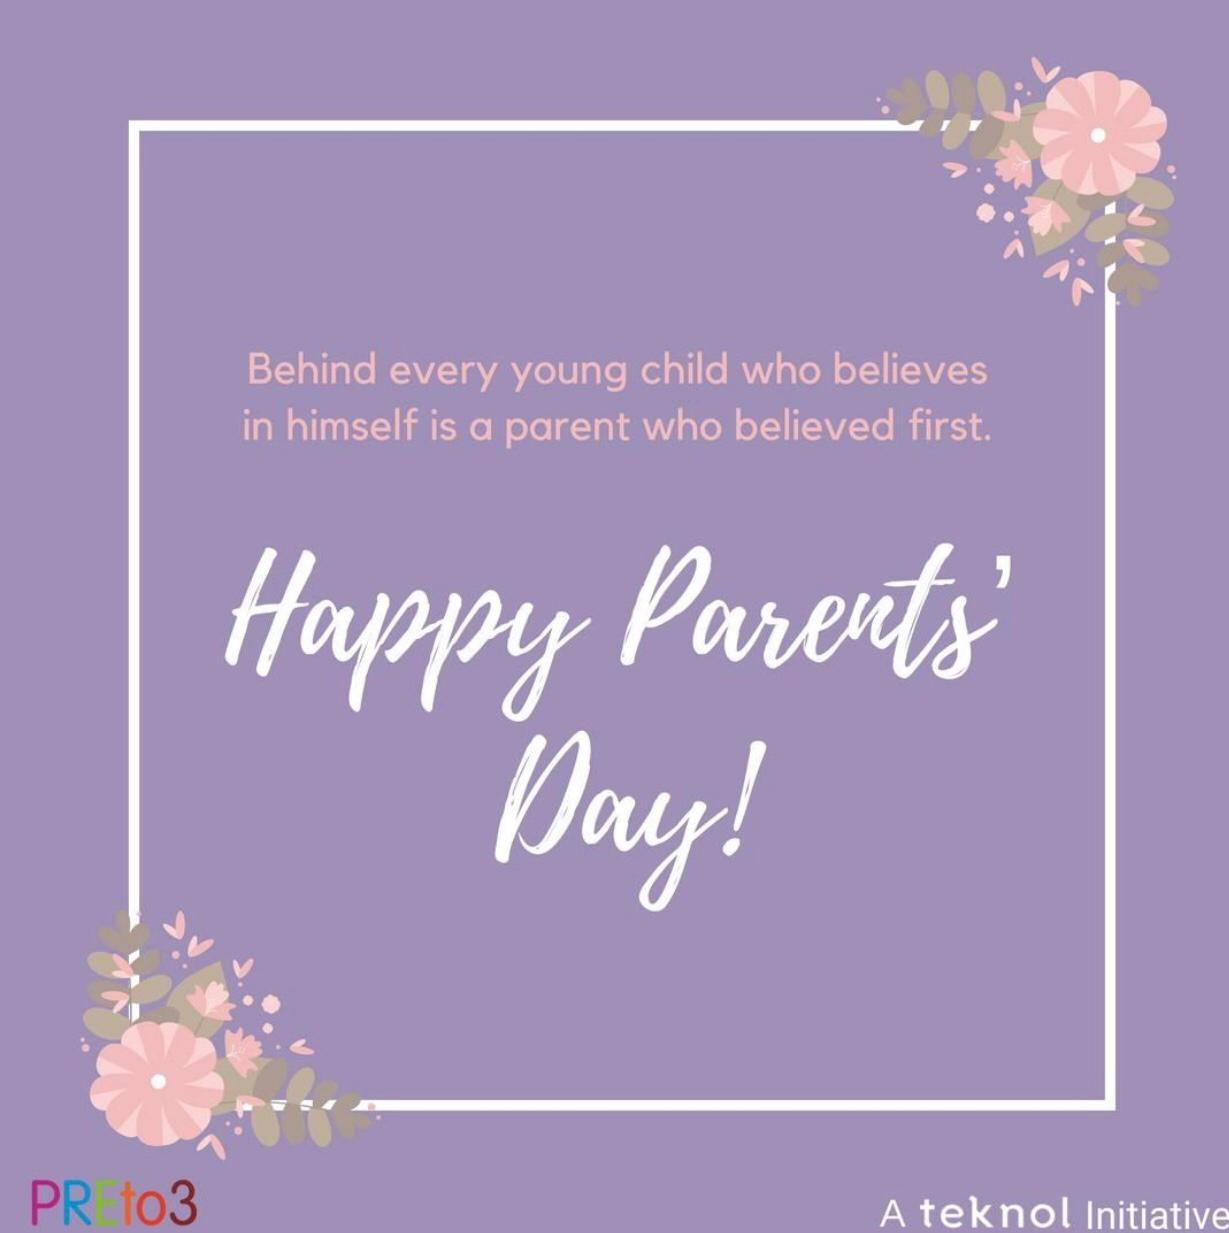 Behind every young child who believes
in himself is a parent who believed first.
Happy Parents’
Day!
PREto3
A teknol Initiative